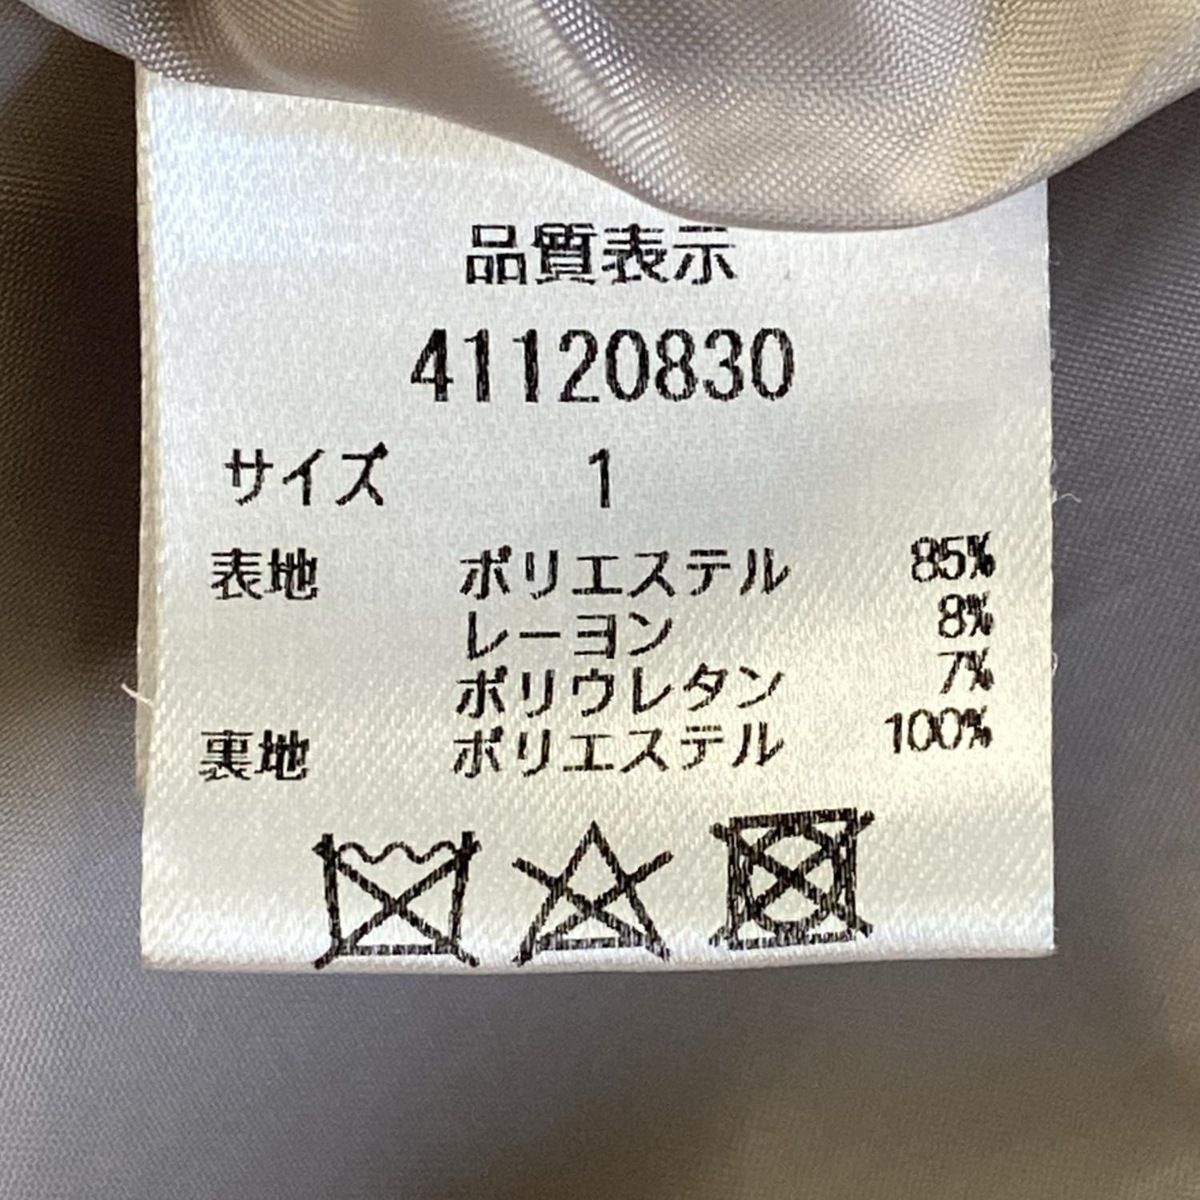 品質表示
41120830
サイズ 1
表地 ポリエステル 85%
レーヨン 8%
ポリウレタン 7%
裏地 ポリエステル 100%